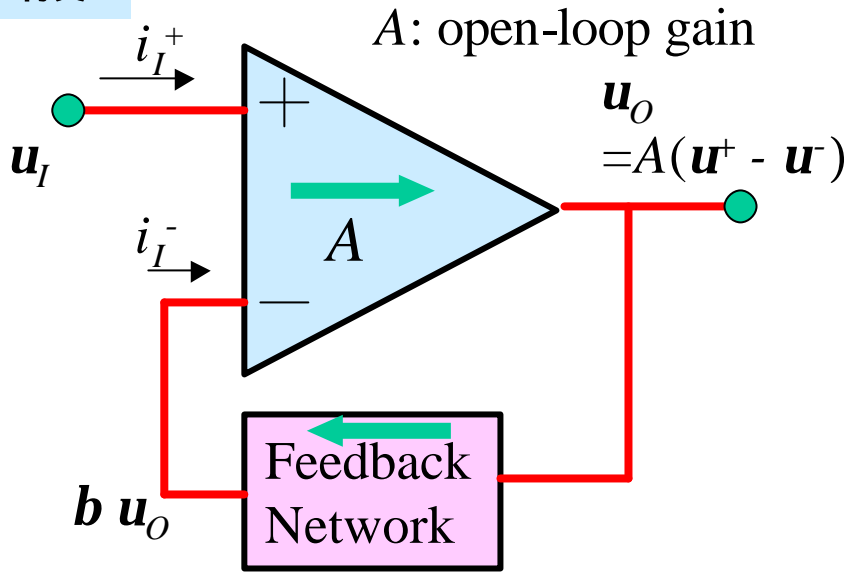 A: open-loop gain
i_I^+
u_O
=A(u^+ - u^-)
u_I
+
i_I^-
A
—
Feedback
Network
b u_O